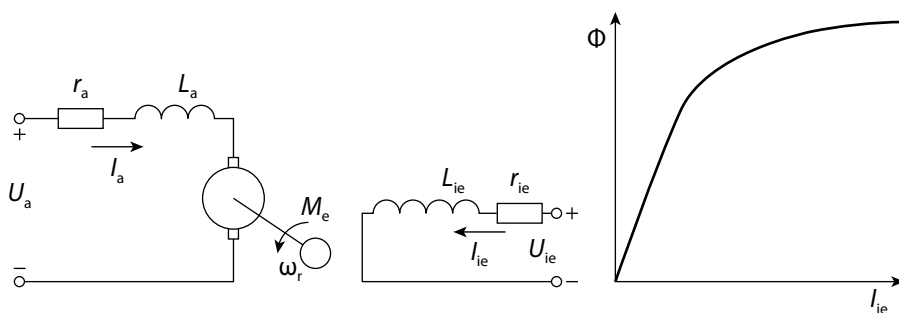 r_a
L_a
+
I_a
U_a
−
M_e
ω_r
L_ie
r_ie
+
I_ie
U_ie
−
Φ
I_ie